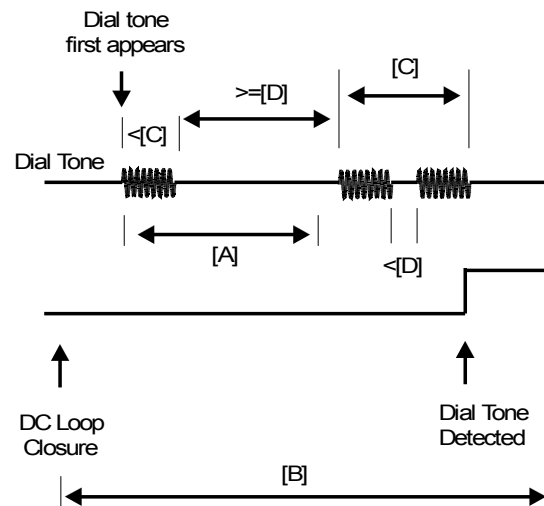 Dial tone
first appears
[C]
>=[D]
<[C]
Dial Tone
[A]
<[D]
DC Loop
Closure
Dial Tone
Detected
[B]